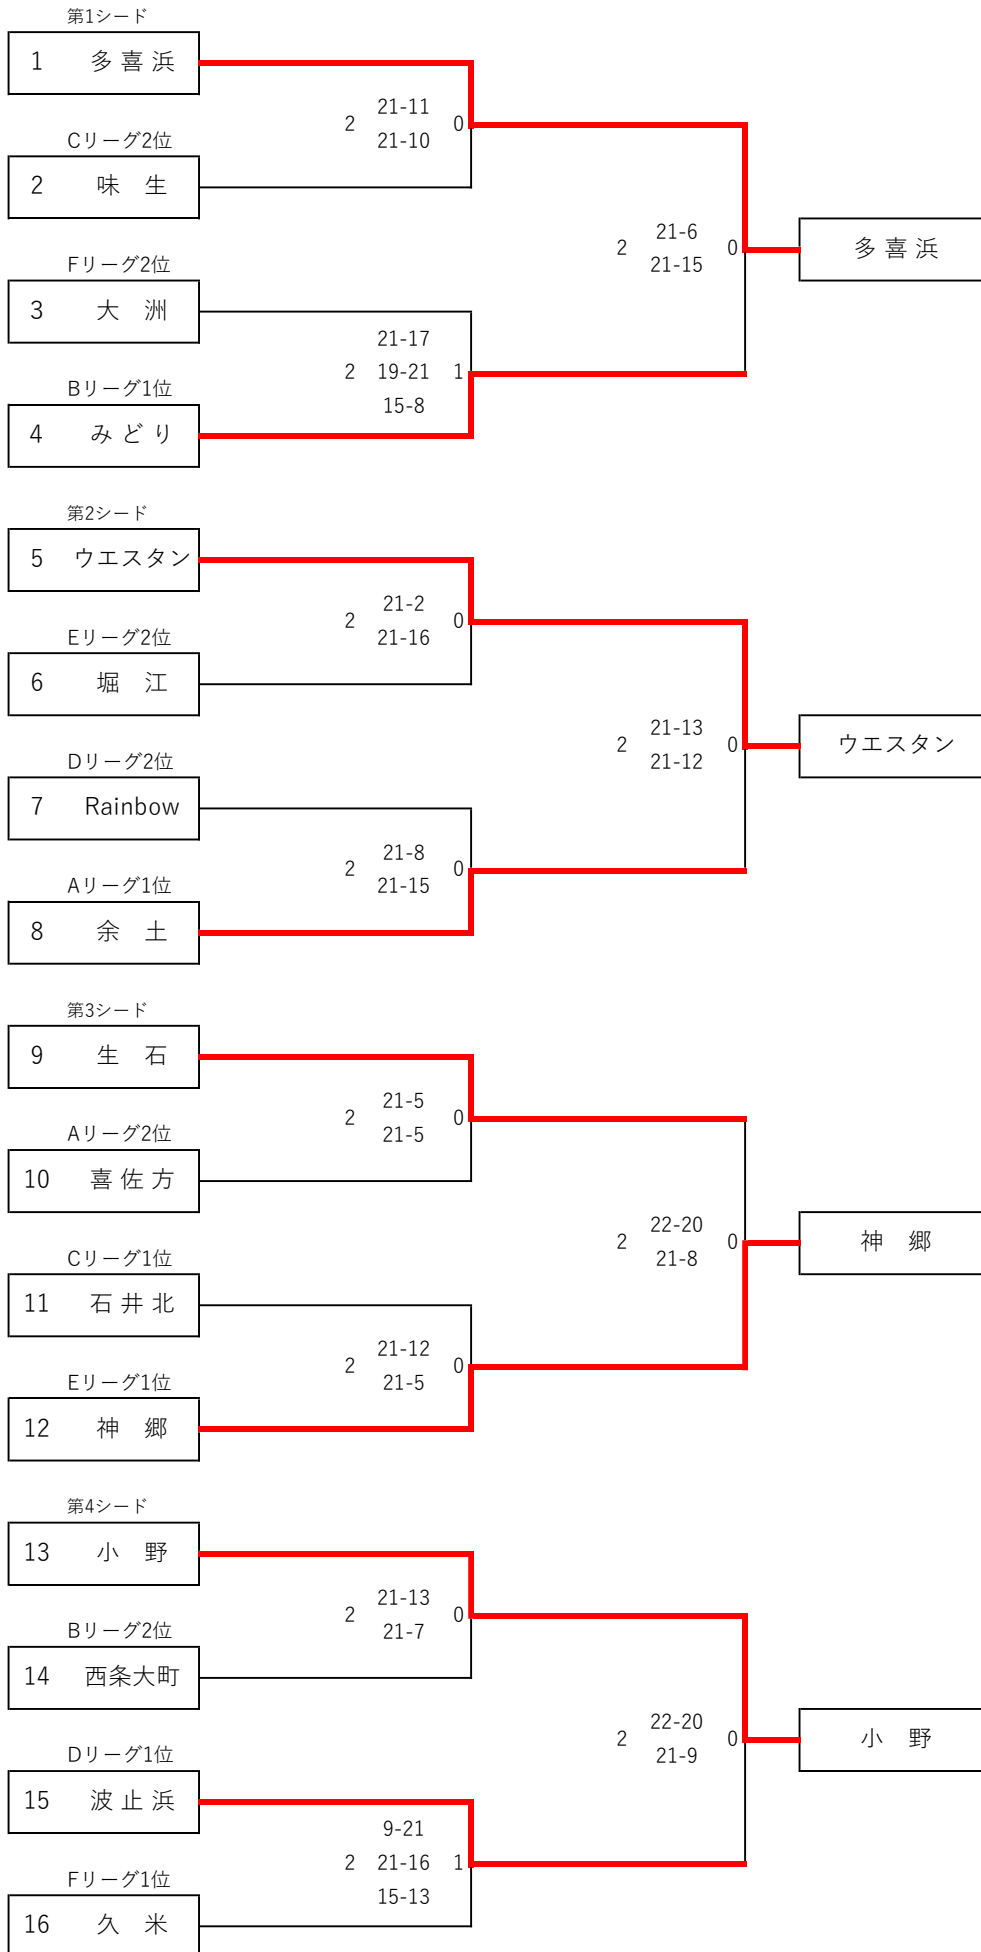 第1シード
1 多喜浜
21-11
2 0
21-10
Cリーグ2位
2 味 生
21-6
2 0 多喜浜
21-15
Fリーグ2位
3 大 洲
21-17
2 19-21 1
15-8
Bリーグ1位
4 みどり
第2シード
5 ウエスタン
21-2
2 0
21-16
Eリーグ2位
6 堀 江
21-13
2 0 ウエスタン
21-12
Dリーグ2位
7 Rainbow
21-8
2 0
21-15
Aリーグ1位
8 余 土
第3シード
9 生 石
21-5
2 0
21-5
Aリーグ2位
10 喜佐方
22-20
2 0 神 郷
21-8
Cリーグ1位
11 石井北
21-12
2 0
21-5
Eリーグ1位
12 神 郷
第4シード
13 小 野
21-13
2 0
21-7
Bリーグ2位
14 西条大町
22-20
2 0 小 野
21-9
Dリーグ1位
15 波止浜
9-21
2 21-16 1
15-13
Fリーグ1位
16 久 米